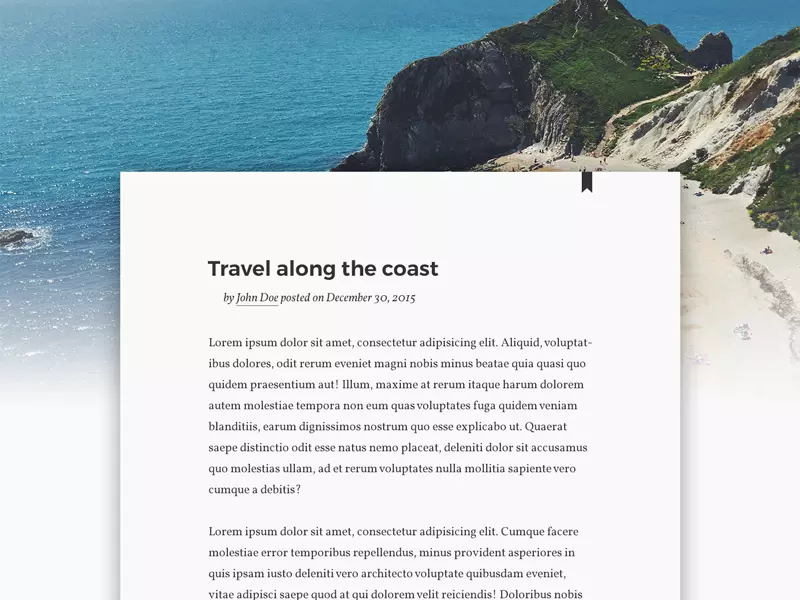 Travel along the coast
by John Doe posted on December 30, 2015
Lorem ipsum dolor sit amet, consectetur adipisicing elit. Aliquid, voluptat-
ibus dolores, odit rerum eveniet magni nobis minus beatae quia quasi quo
quidem praesentium aut! Illum, maxime at rerum itaque harum dolorem
autem molestiae tempora non eum quas voluptates fuga quidem veniam
blanditiis, earum dignissimos nostrum quo esse explicabo ut. Quaerat
saepe distinctio odit esse natus nemo placeat, deleniti dolor sit accusamus
quo molestias ullam, ad et rerum voluptates nulla mollitia sapiente vero
cumque a debitis?
Lorem ipsum dolor sit amet, consectetur adipisicing elit. Cumque facere
molestiae error temporibus repellendus, minus provident asperiores in
quis ipsam iusto deleniti vero architecto voluptate quibusdam eveniet,
vitae adipisci saepe quod at qui dolorem velit reiciendis! Doloribus nobis